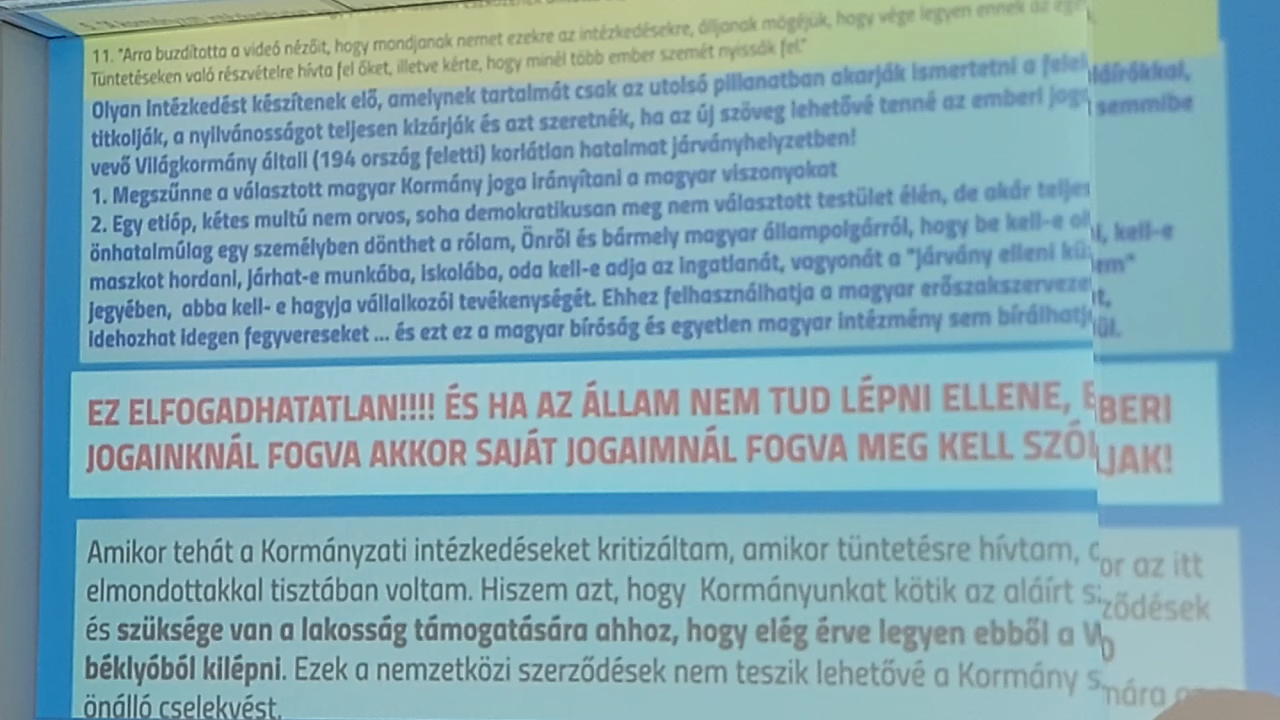 11. "Arra buzdította a videó nézőit, hogy mondjanak nemet ezekre az intézkedésekre, álljanak mögéjük, hogy vége legyen ennek az
Tüntetéseken való részvételre hívta fel őket, illetve kérte, hogy minél több ember szemét nyissák fel."
Olyan intézkedést készítenek elő, amelynek tartalmát csak az utolsó pillanatban akarják ismertetni a
titkolják, a nyilvánosságot teljesen kizárják és azt szeretnék, ha az új szöveg lehetővé tenné az emberi semmibe
vevő Világkormány általi (194 ország feletti) korlátlan hatalmat járványhelyzetben!
1. Megszűnne a választott magyar Kormány joga irányítani a magyar viszonyokat
2. Egy etióp, kétes multú nem orvos, soha demokratikusan meg nem választott testület élén, de akár
önhatalmúlag egy személyben dönthet a rólam, Önről és bármely magyar állampolgárról, hogy be kell-e kell-e
maszkot hordani, járhat-e munkába, iskolába, oda kell-e adja az ingatlanát, vagyonát a "járvány elleni
jegyében, abba kell- e hagyja vállalkozói tevékenységét. Ehhez felhasználhatja a magyar
idehozhat idegen fegyvereseket ... és ezt ez a magyar bíróság és egyetlen magyar intézmény sem
EZ ELFOGADHATATLAN!!!! ÉS HA AZ ÁLLAM NEM TUD LÉPNI ELLENE, BERI
JOGAINKNÁL FOGVA AKKOR SAJÁT JOGAIMNÁL FOGVA MEG KELL SZÓL JAK!
Amikor tehát a Kormányzati intézkedéseket kritizáltam, amikor tüntetésre hívtam, or az itt
elmondottakkal tisztában voltam. Hiszem azt, hogy Kormányunkat kötik az aláírt ződések
és szüksége van a lakosság támogatására ahhoz, hogy elég érve legyen ebből a
béklyóból kilépni. Ezek a nemzetközi szerződések nem teszik lehetővé a Kormány
önálló cselekvést.